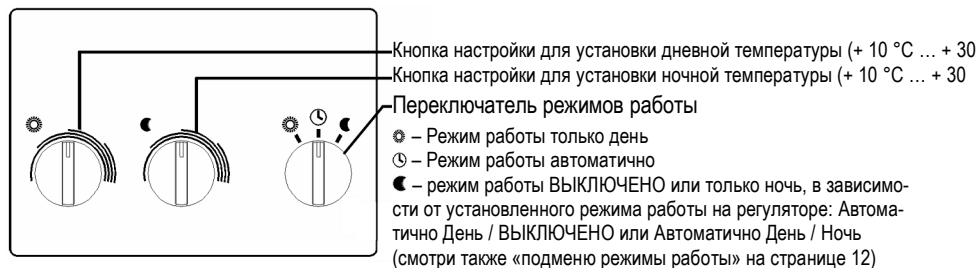 Кнопка настройки для установки дневной температуры (+ 10 °C … + 30
Кнопка настройки для установки ночной температуры (+ 10 °C … + 30
Переключатель режимов работы
– Режим работы только день
– Режим работы автоматично
– режим работы ВЫКЛЮЧЕНО или только ночь, в зависимо-
сти от установленного режима работы на регуляторе: Автома-
тично День / ВЫКЛЮЧЕНО или Автоматично День / Ночь
(смотри также «подменю режимы работы» на странице 12)